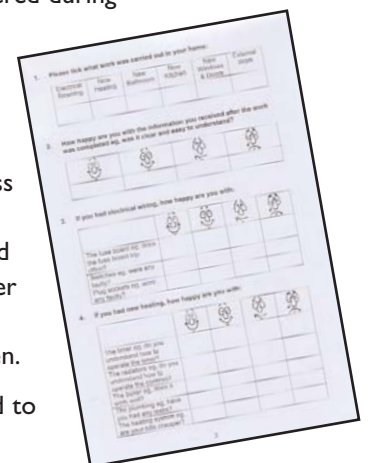 ered during
ss
d
er
en.
d to
1. Please tick what work was carried out in your home:
Electrical Rewiring
New Heating
New Bathroom
New Kitchen
New Windows & Doors
External work
2. How happy are you with the information you received after the work
was completed eg, was it clear and easy to understand?
3. If you had electrical wiring, how happy are you with:
The fuse board eg, does
the fuse board trip
often?
Switches eg, were any
faulty?
Plug sockets eg, were
any faulty?
4. If you had new heating, how happy are you with:
The timer eg, do you
understand how to
operate the timer?
The radiators eg, do you
understand how to
operate the controls?
The boiler eg, does it
work well?
The plumbing eg, have
you had any leaks?
The heating system eg,
are your bills cheaper?